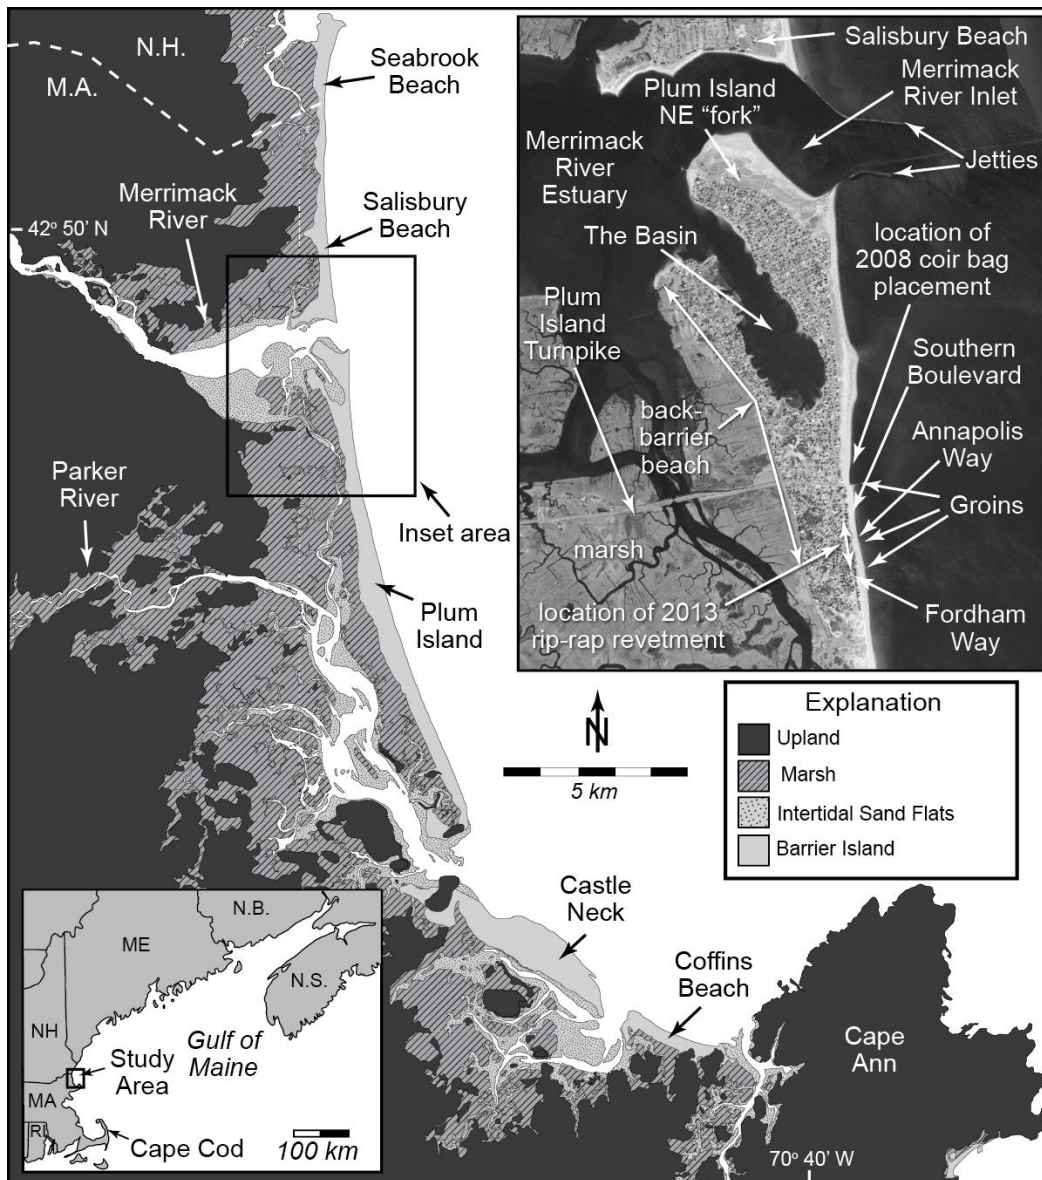 N.H.
M.A.
Seabrook
Beach
Merrimack
River
42º 50’ N
Salisbury
Beach
Parker
River
Inset area
Plum
Island
Salisbury Beach
Merrimack
River Inlet
Plum Island
NE “fork”
Merrimack
River
Estuary
Jetties
The Basin
location of
2008 coir bag
placement
Plum
Island
Turnpike
Southern
Boulevard
back-
barrier
beach
Annapolis
Way
Groins
marsh
location of 2013
rip-rap revetment
Fordham
Way
N
5 km
Explanation
Upland
Marsh
Intertidal Sand Flats
Barrier Island
Castle
Neck
Coffins
Beach
Cape
Ann
70º 40’ W
N.B.
ME
N.S.
NH
Gulf of
Maine
Study
Area
MA
RI
Cape Cod
100 km